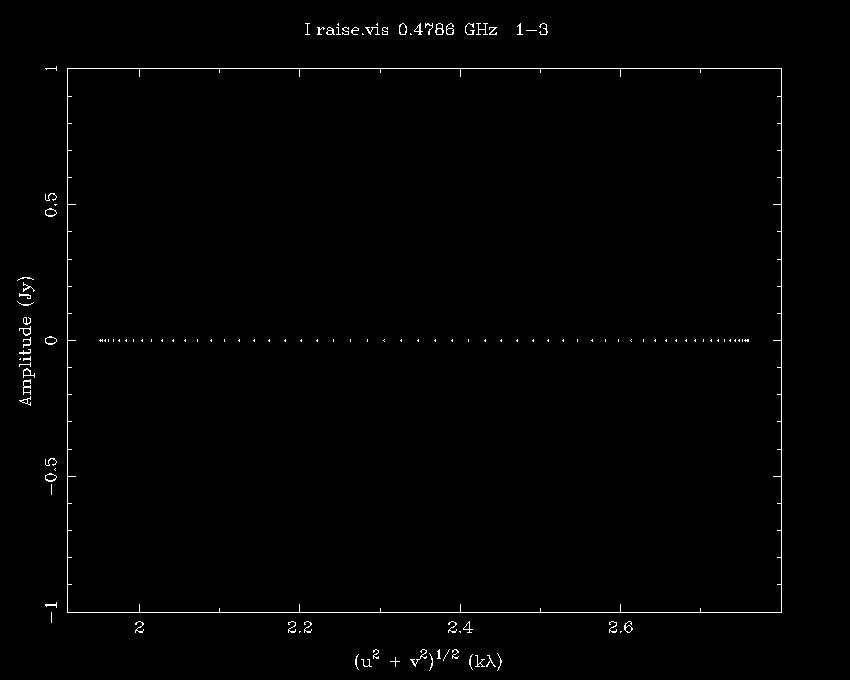 I raise.vis 0.4786 GHz 1−3
1
0.5
0
−0.5
−1
Amplitude (Jy)
2 2.2 2.4 2.6
(u² + v²)¹/² (kλ)